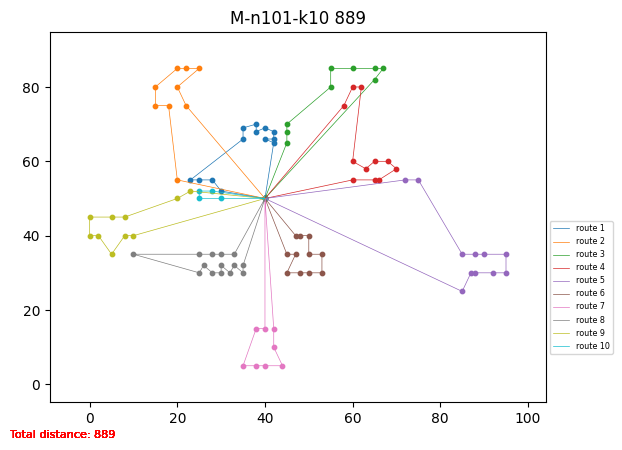 M-n101-k10 889
80
60
40
20
0
0 20 40 60 80 100
route 1
route 2
route 3
route 4
route 5
route 6
route 7
route 8
route 9
route 10
Total distance: 889